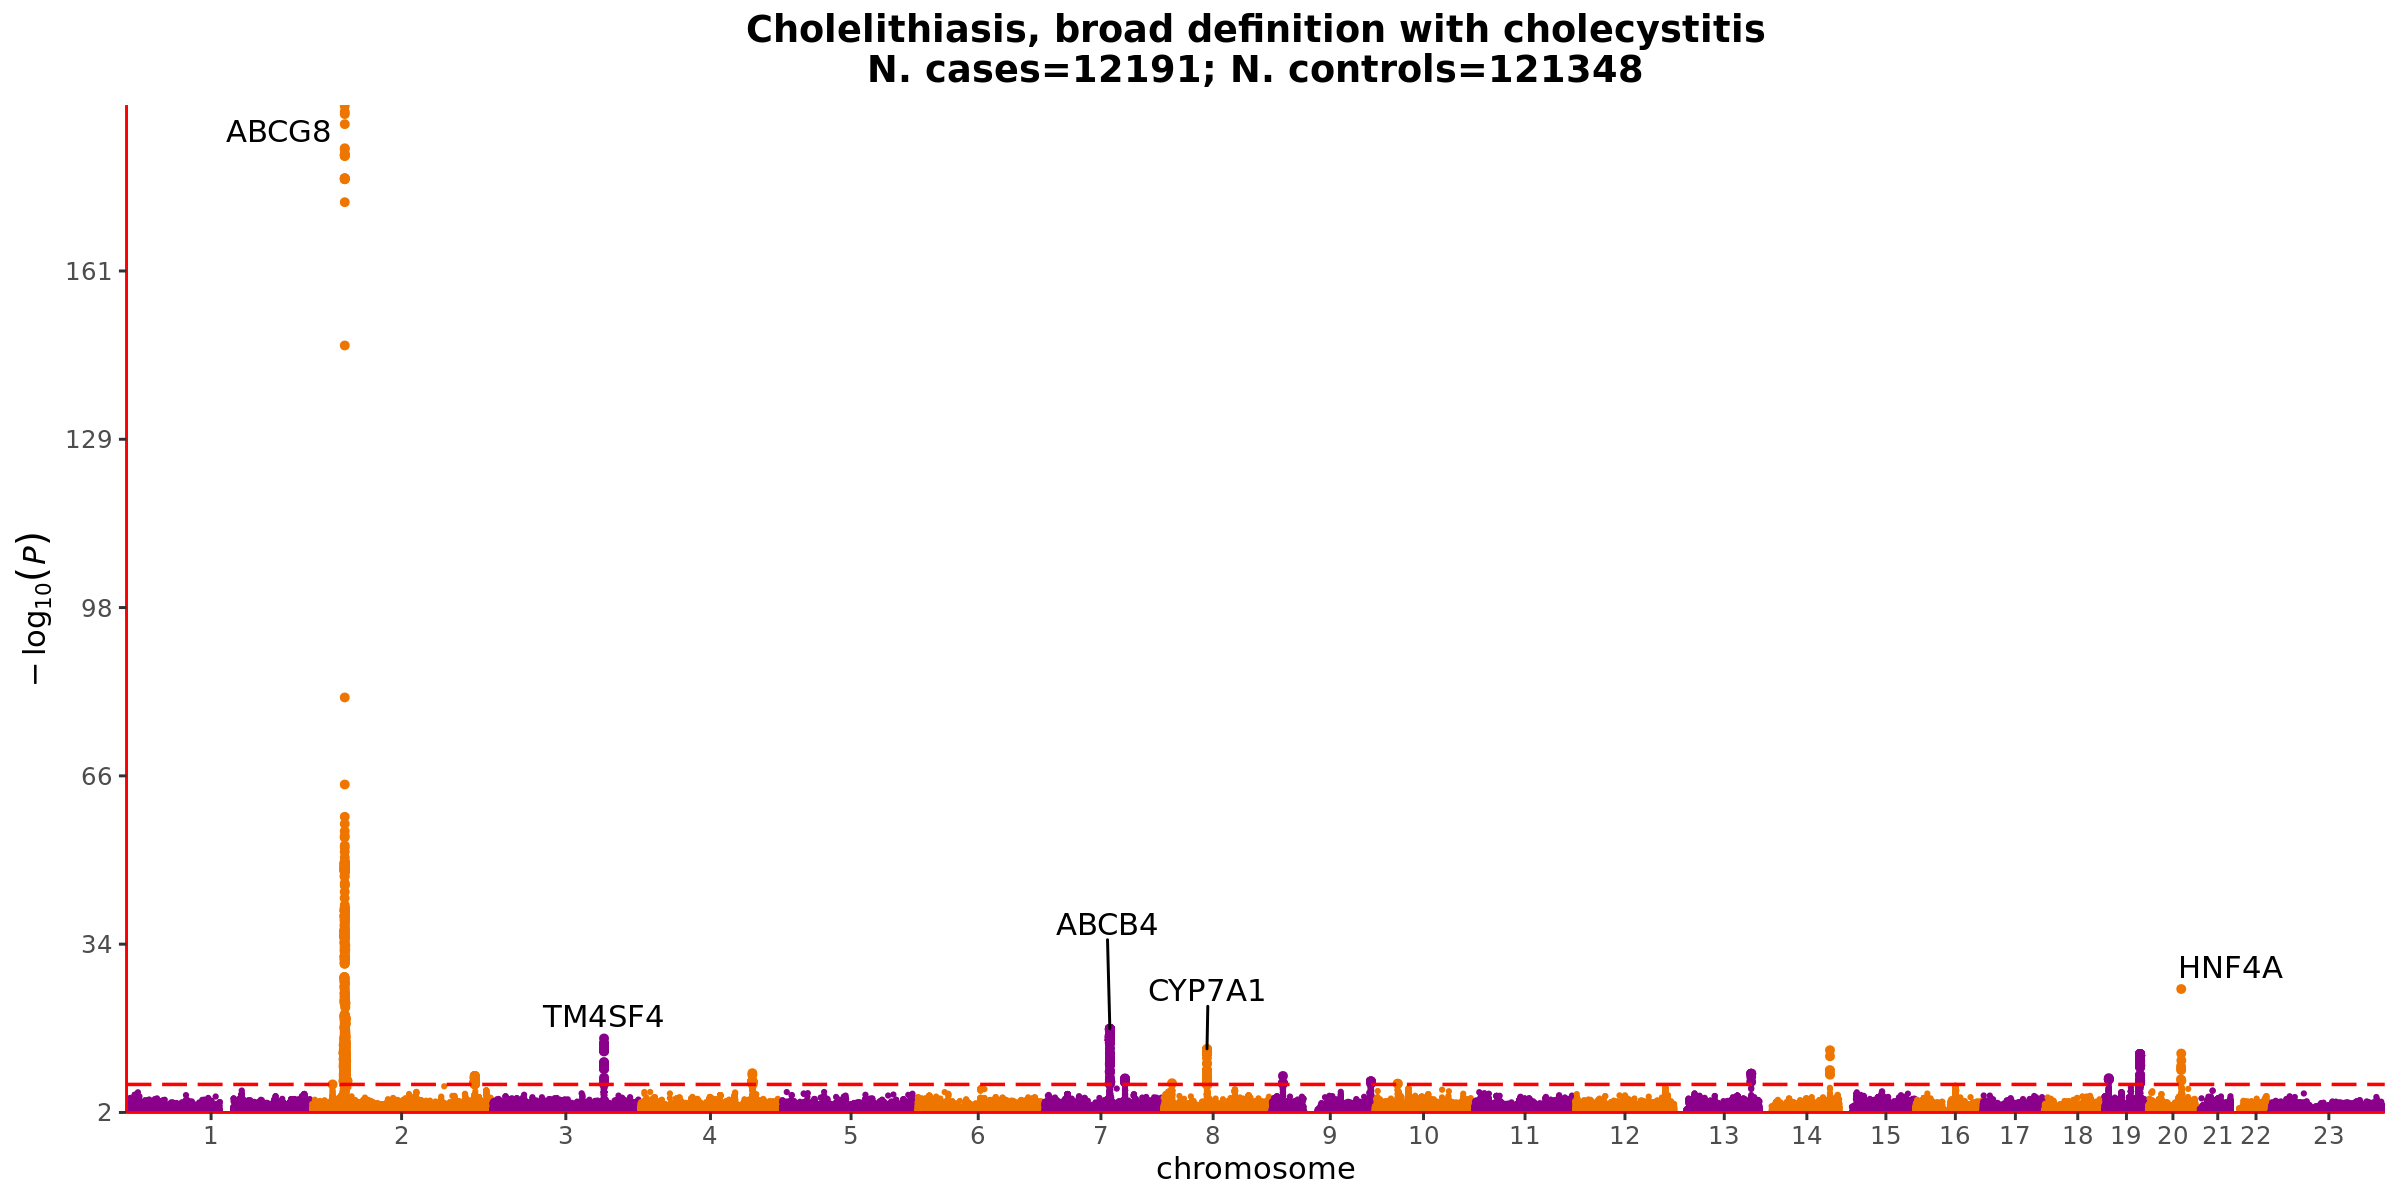 Cholelithiasis, broad definition with cholecystitis
N. cases=12191; N. controls=121348
ABCG8
161
129
−log10(P)
98
66
ABCB4
34
HNF4A
CYP7A1
TM4SF4
2
1 2 3 4 5 6 7 8 9 10 11 12 13 14 15 16 17 18 19 20 21 22 23
chromosome